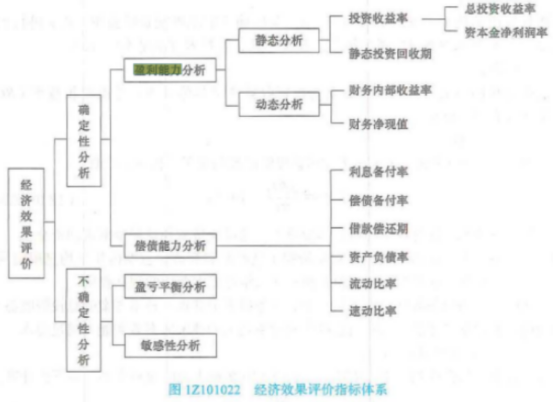 经济效果评价
确定性分析
盈利能力分析
静态分析
投资收益率
总投资收益率
资本金净利润率
静态投资回收期
动态分析
财务内部收益率
财务净现值
偿债能力分析
利息备付率
偿债备付率
借款偿还期
资产负债率
流动比率
速动比率
不确定性分析
盈亏平衡分析
敏感性分析
图 1Z101022 经济效果评价指标体系